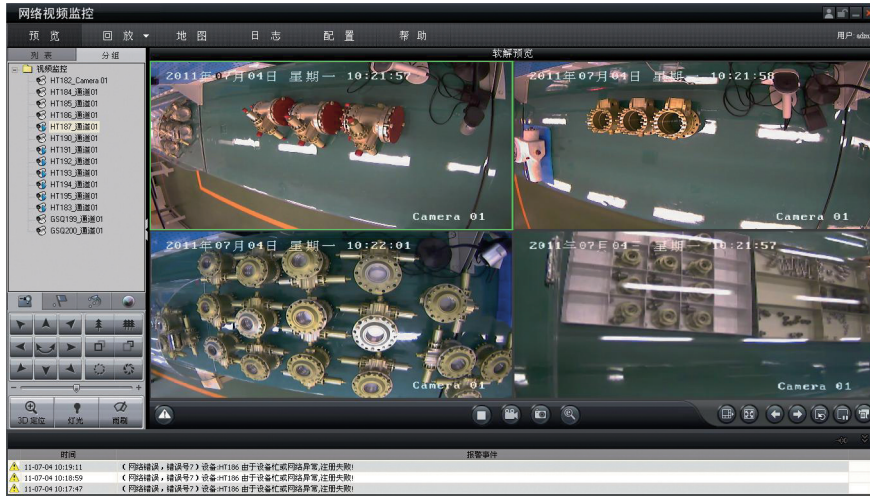 网络视频监控
预 览 回 放 地 图 日 志 配 置 帮 助 用户
列 表 分 组 软解预览
视频监控
HT182_Camera 01
HT184_通道01
HT185_通道01
HT186_通道01
HT187_通道01
HT190_通道01
HT191_通道01
HT192_通道01
HT193_通道01
HT194_通道01
HT195_通道01
HT183_通道01
GSQ199_通道01
GSQ200_通道01
2011年07月04日 星期一 10:21:57
Camera 01
2011年07月04日 星期一 10:21:58
Camera 01
2011年07月04日 星期一 10:22:01
Camera 01
2011年07月04日 星期一 10:21:57
Camera 01
3D 定位 灯光 雨刷
时间 报警事件
11-07-04 10:19:11 （网络错误，错误号7）设备:HT186 由于设备忙或网络异常,注册失败!
11-07-04 10:18:59 （网络错误，错误号7）设备:HT186 由于设备忙或网络异常,注册失败!
11-07-04 10:17:47 （网络错误，错误号7）设备:HT186 由于设备忙或网络异常,注册失败!